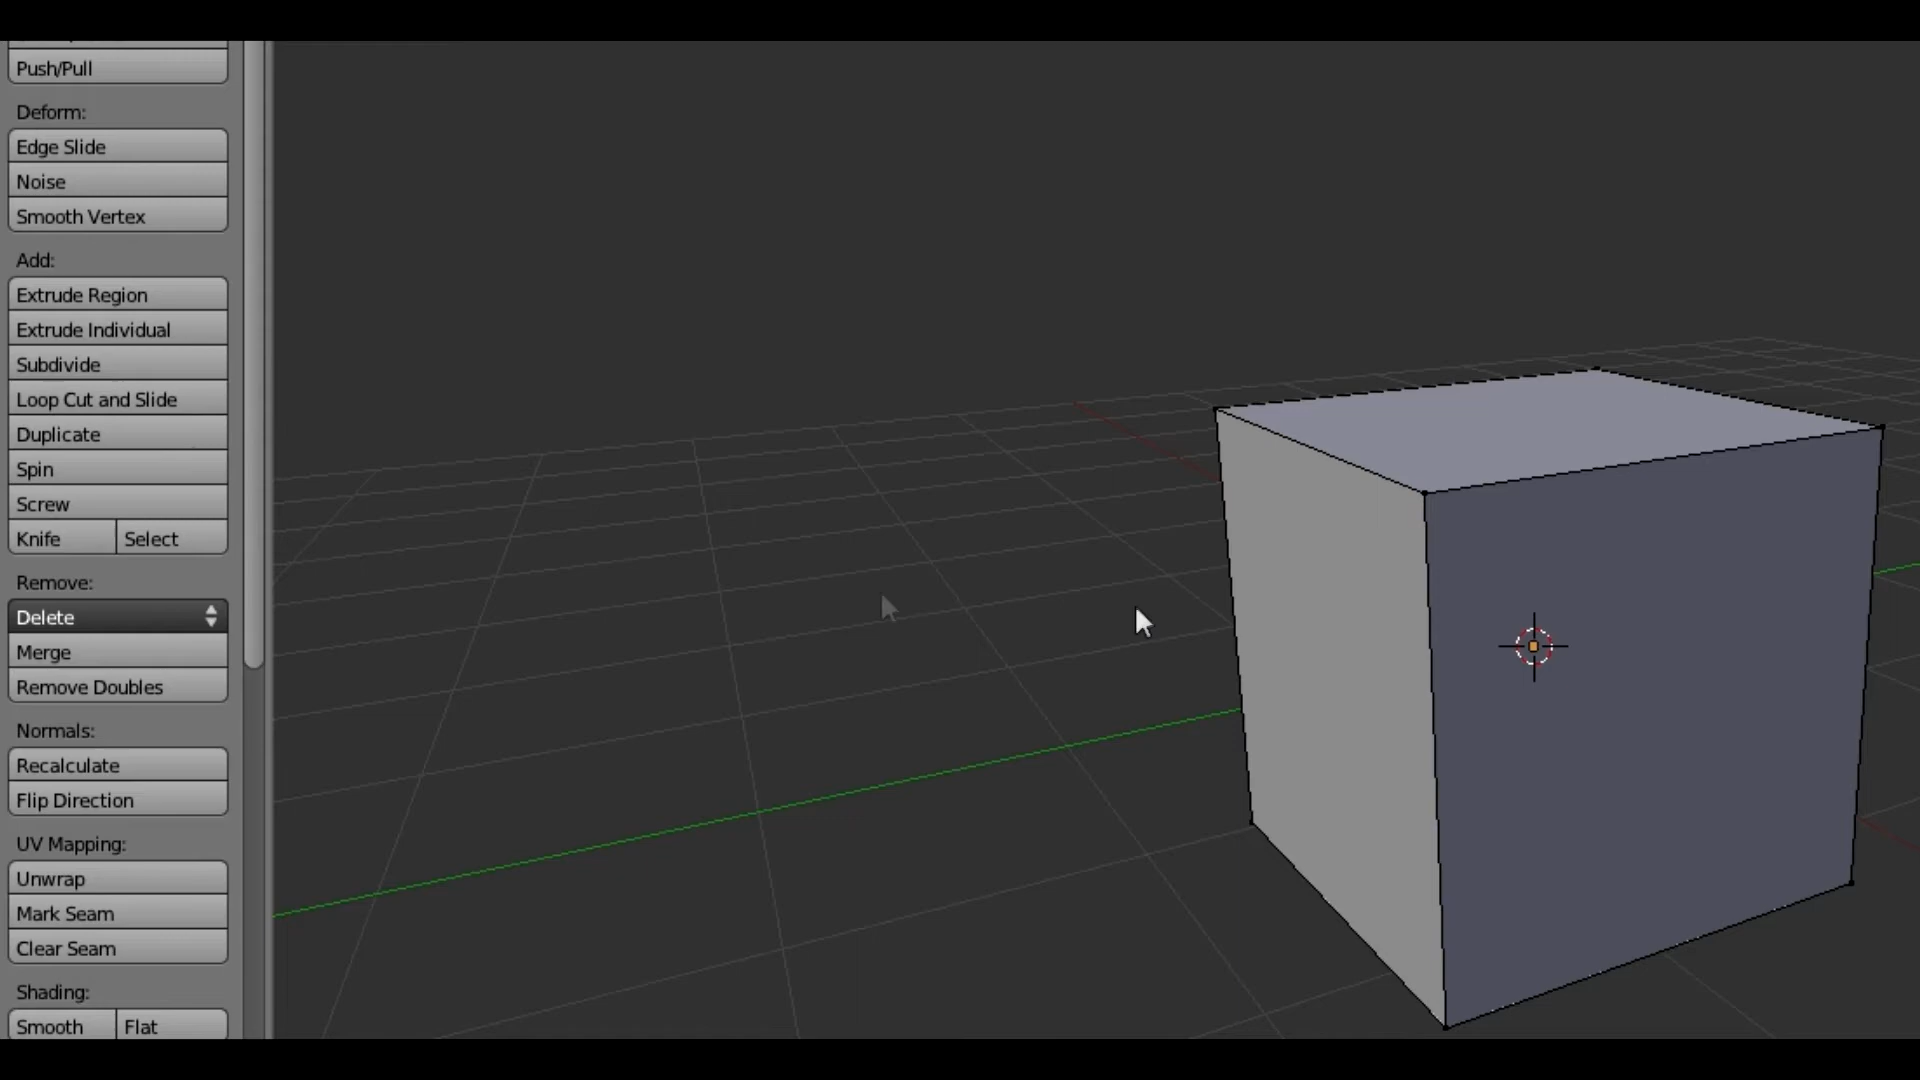 Push/Pull
Deform:
Edge Slide
Noise
Smooth Vertex
Add:
Extrude Region
Extrude Individual
Subdivide
Loop Cut and Slide
Duplicate
Spin
Screw
Knife Select
Remove:
Delete
Merge
Remove Doubles
Normals:
Recalculate
Flip Direction
UV Mapping:
Unwrap
Mark Seam
Clear Seam
Shading:
Smooth Flat